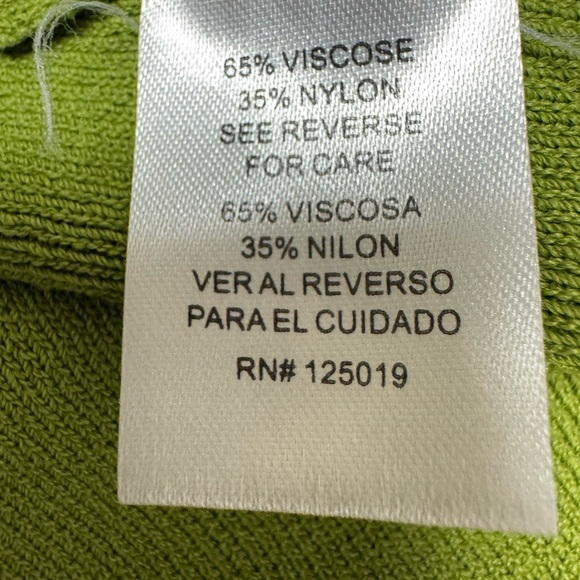 65% VISCOSE
35% NYLON
SEE REVERSE
FOR CARE
65% VISCOSA
35% NILON
VER AL REVERSO
PARA EL CUIDADO
RN# 125019